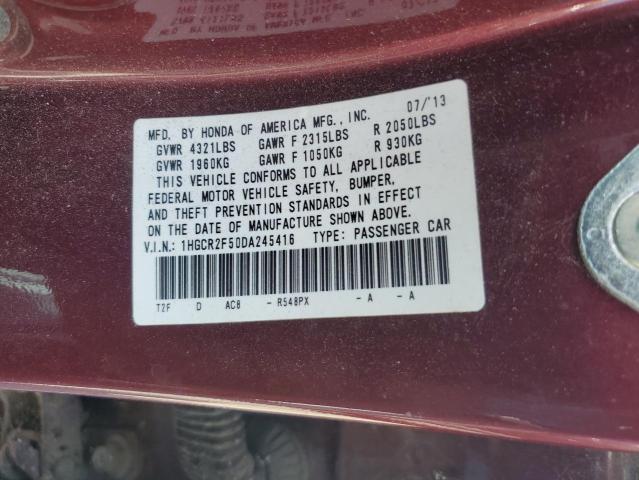 07/'13
MFD. BY HONDA OF AMERICA MFG., INC.
GVWR 4321LBS GAWR F 2315LBS R 2050LBS
GVWR 1960KG GAWR F 1050KG R 930KG
THIS VEHICLE CONFORMS TO ALL APPLICABLE
FEDERAL MOTOR VEHICLE SAFETY, BUMPER,
AND THEFT PREVENTION STANDARDS IN EFFECT
ON THE DATE OF MANUFACTURE SHOWN ABOVE.
V.I.N.: 1HGCR2F50DA245416 TYPE: PASSENGER CAR
T2F D AC8 - R548PX - A - A